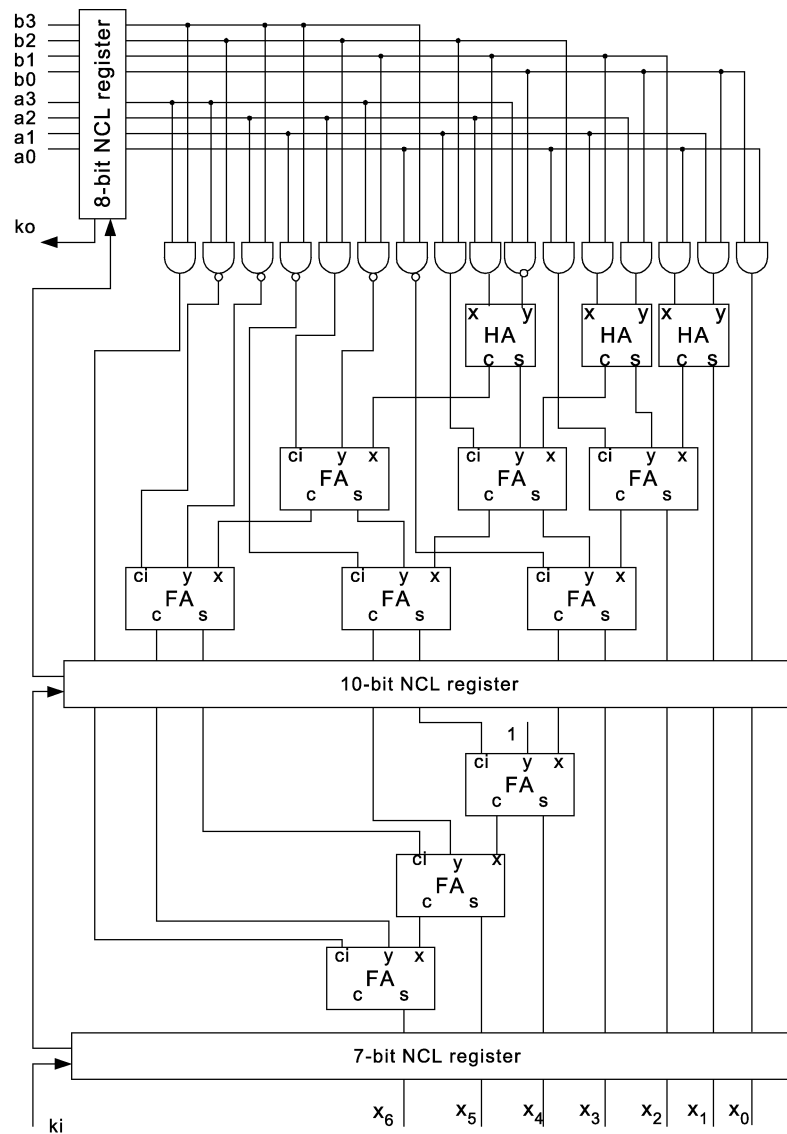 b3
b2
b1
b0
a3
a2
a1
a0
8-bit NCL register
ko
x y
HA
c s
x y
HA
c s
x y
HA
c s
ci y x
FA
c s
ci y x
FA
c s
ci y x
FA
c s
ci y x
FA
c s
ci y x
FA
c s
ci y x
FA
c s
10-bit NCL register
1
ci y x
FA
c s
ci y x
FA
c s
ci y x
FA
c s
7-bit NCL register
ki
x6 x5 x4 x3 x2 x1 x0